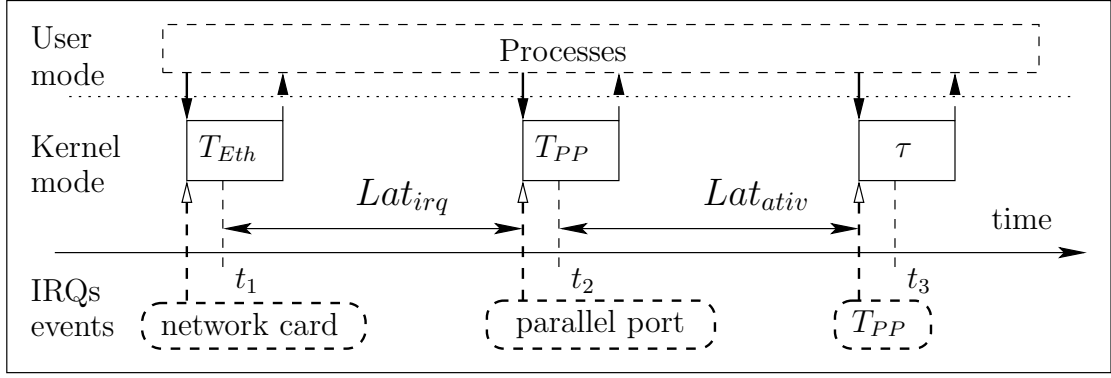 User
mode
Processes
Kernel
mode
T_Eth
T_PP
τ
Lat_irq
Lat_ativ
time
t_1
t_2
t_3
IRQs
events
network card
parallel port
T_PP